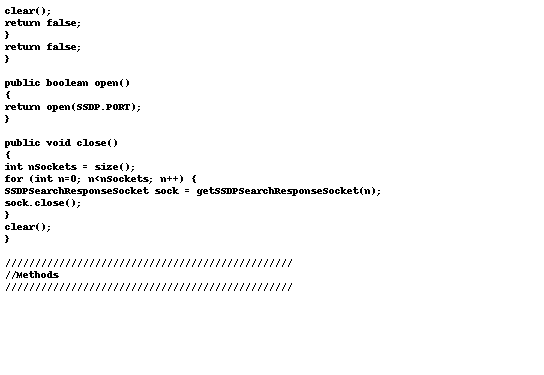 clear();
return false;
}
return false;
}

public boolean open()
{
return open(SSDP.PORT);
}

public void close()
{
int nSockets = size();
for (int n=0; n<nSockets; n++) {
SSDPSearchResponseSocket sock = getSSDPSearchResponseSocket(n);
sock.close();
}
clear();
}

////////////////////////////////////////////////
//Methods
////////////////////////////////////////////////